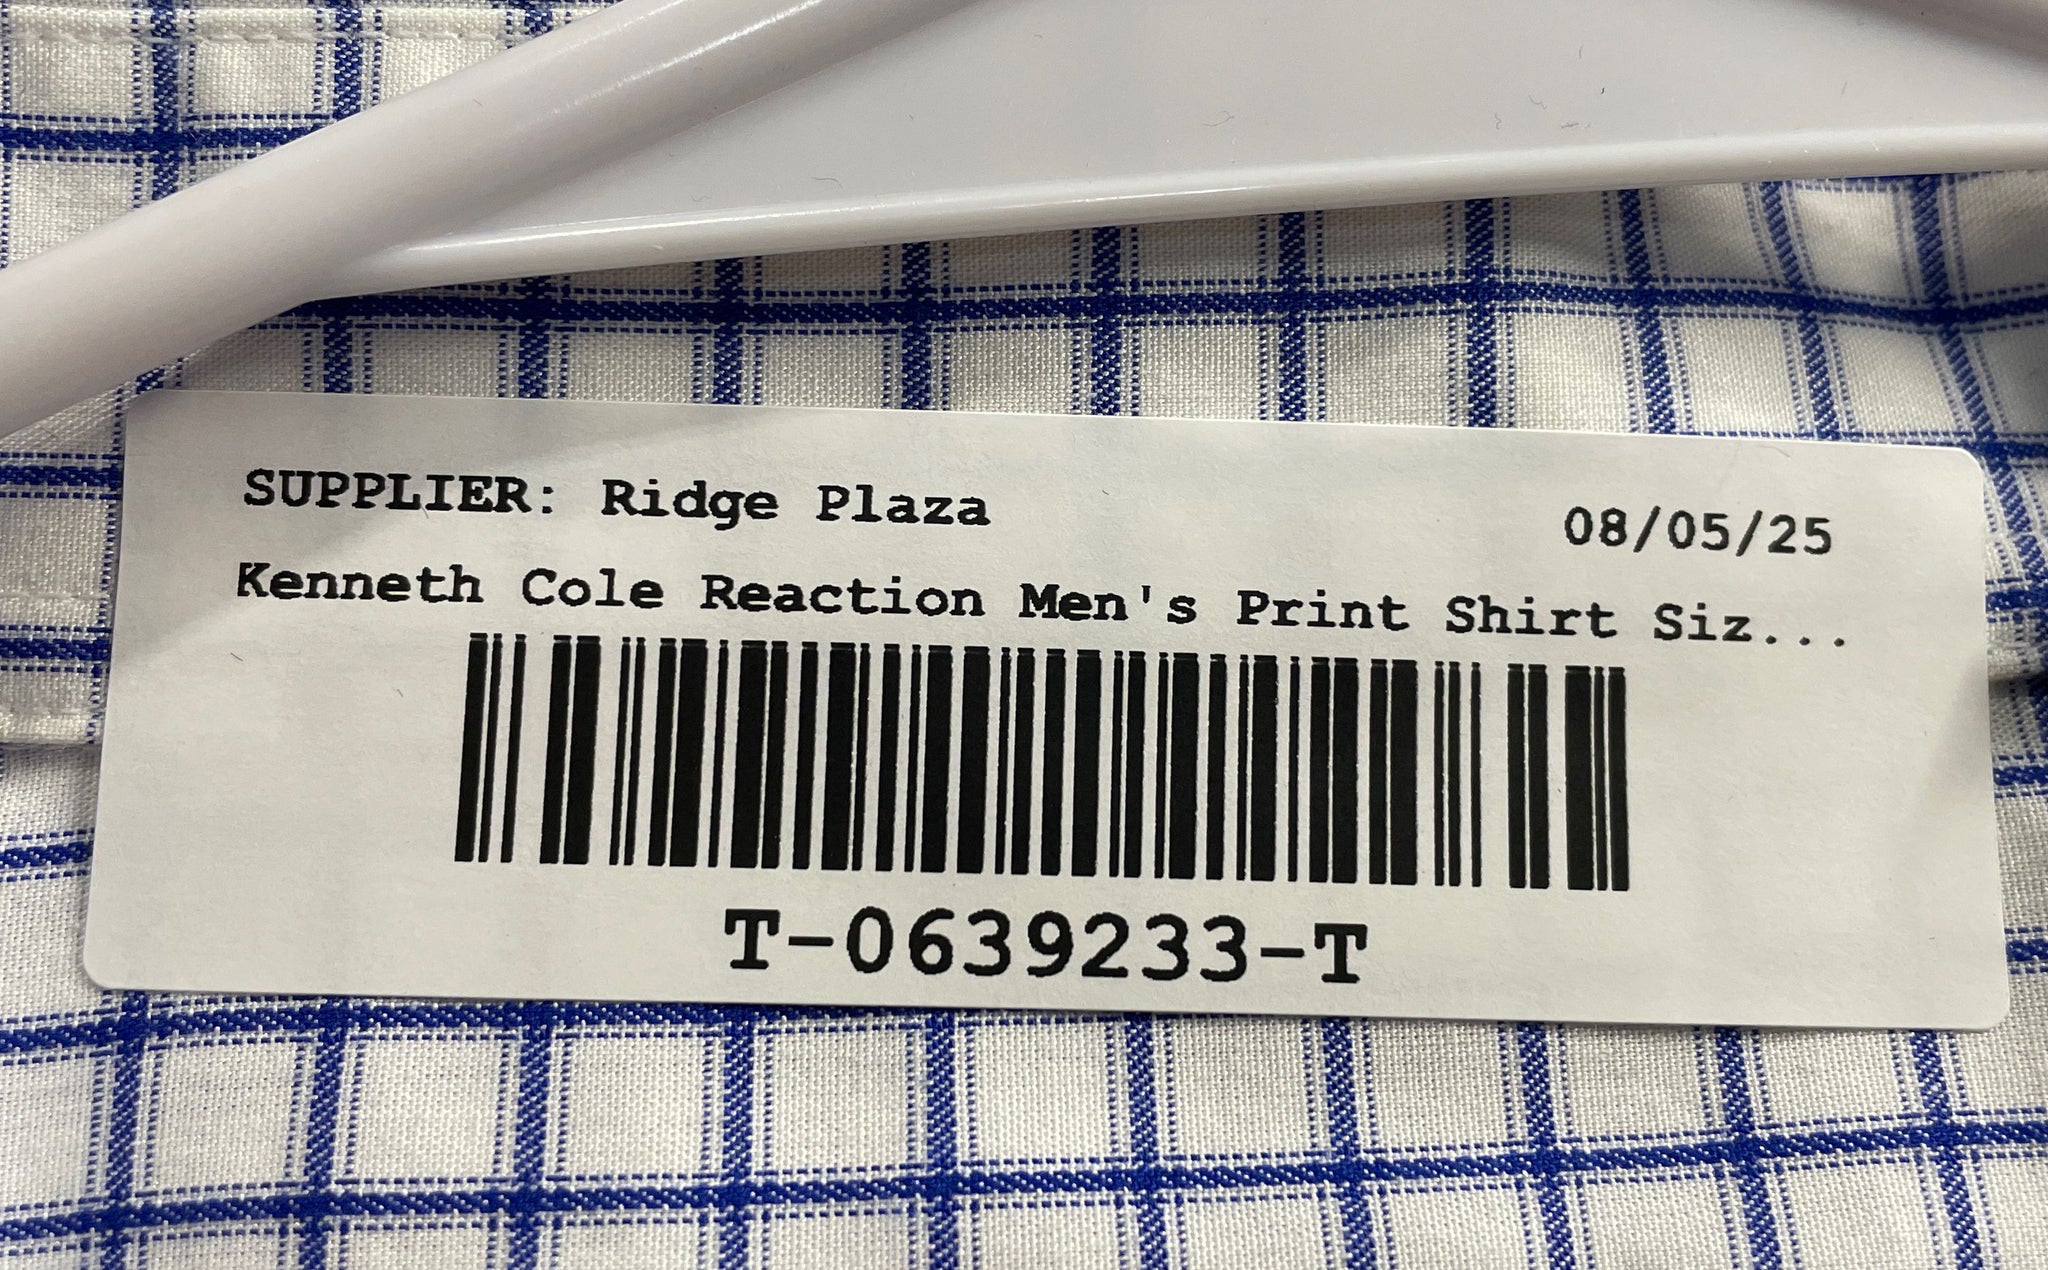 SUPPLIER: Ridge Plaza 08/05/25
Kenneth Cole Reaction Men's Print Shirt Siz...
T-0639233-T